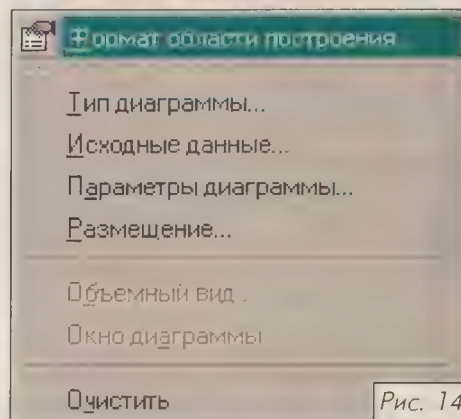 Формат области построения
Тип диаграммы...
Исходные данные...
Параметры диаграммы...
Размещение...
Объемный вид .
Окно диаграммы
Очистить
Рис. 14